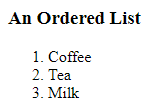 An Ordered List
1. Coffee
2. Tea
3. Milk